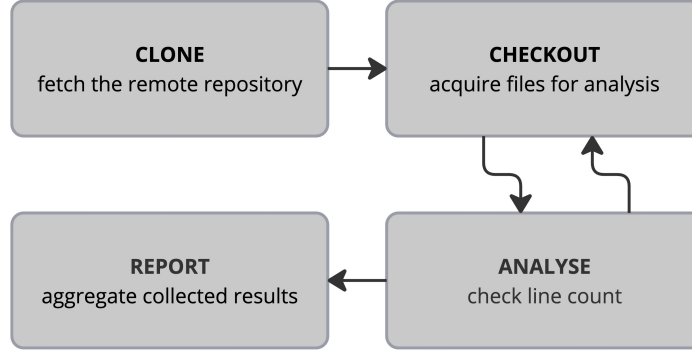 CLONE
fetch the remote repository
CHECKOUT
acquire files for analysis
REPORT
aggregate collected results
ANALYSE
check line count